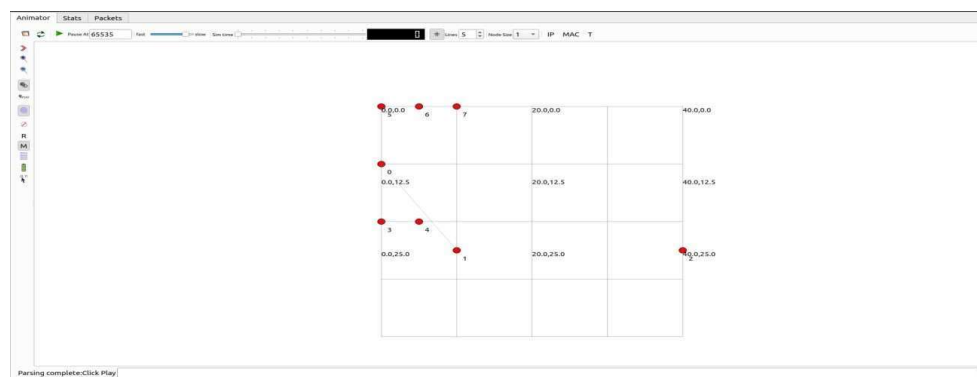 Animator Stats Packets
Pause At 65535 Fast slow Sim time 0 Lines 5 Node Size 1 IP MAC T
R
M
0.0,0.0 20.0,0.0 40.0,0.0
5 6 7
0
0.0,12.5 20.0,12.5 40.0,12.5
3 4
0.0,25.0 20.0,25.0 40.0,25.0
1 2
Parsing complete:Click Play